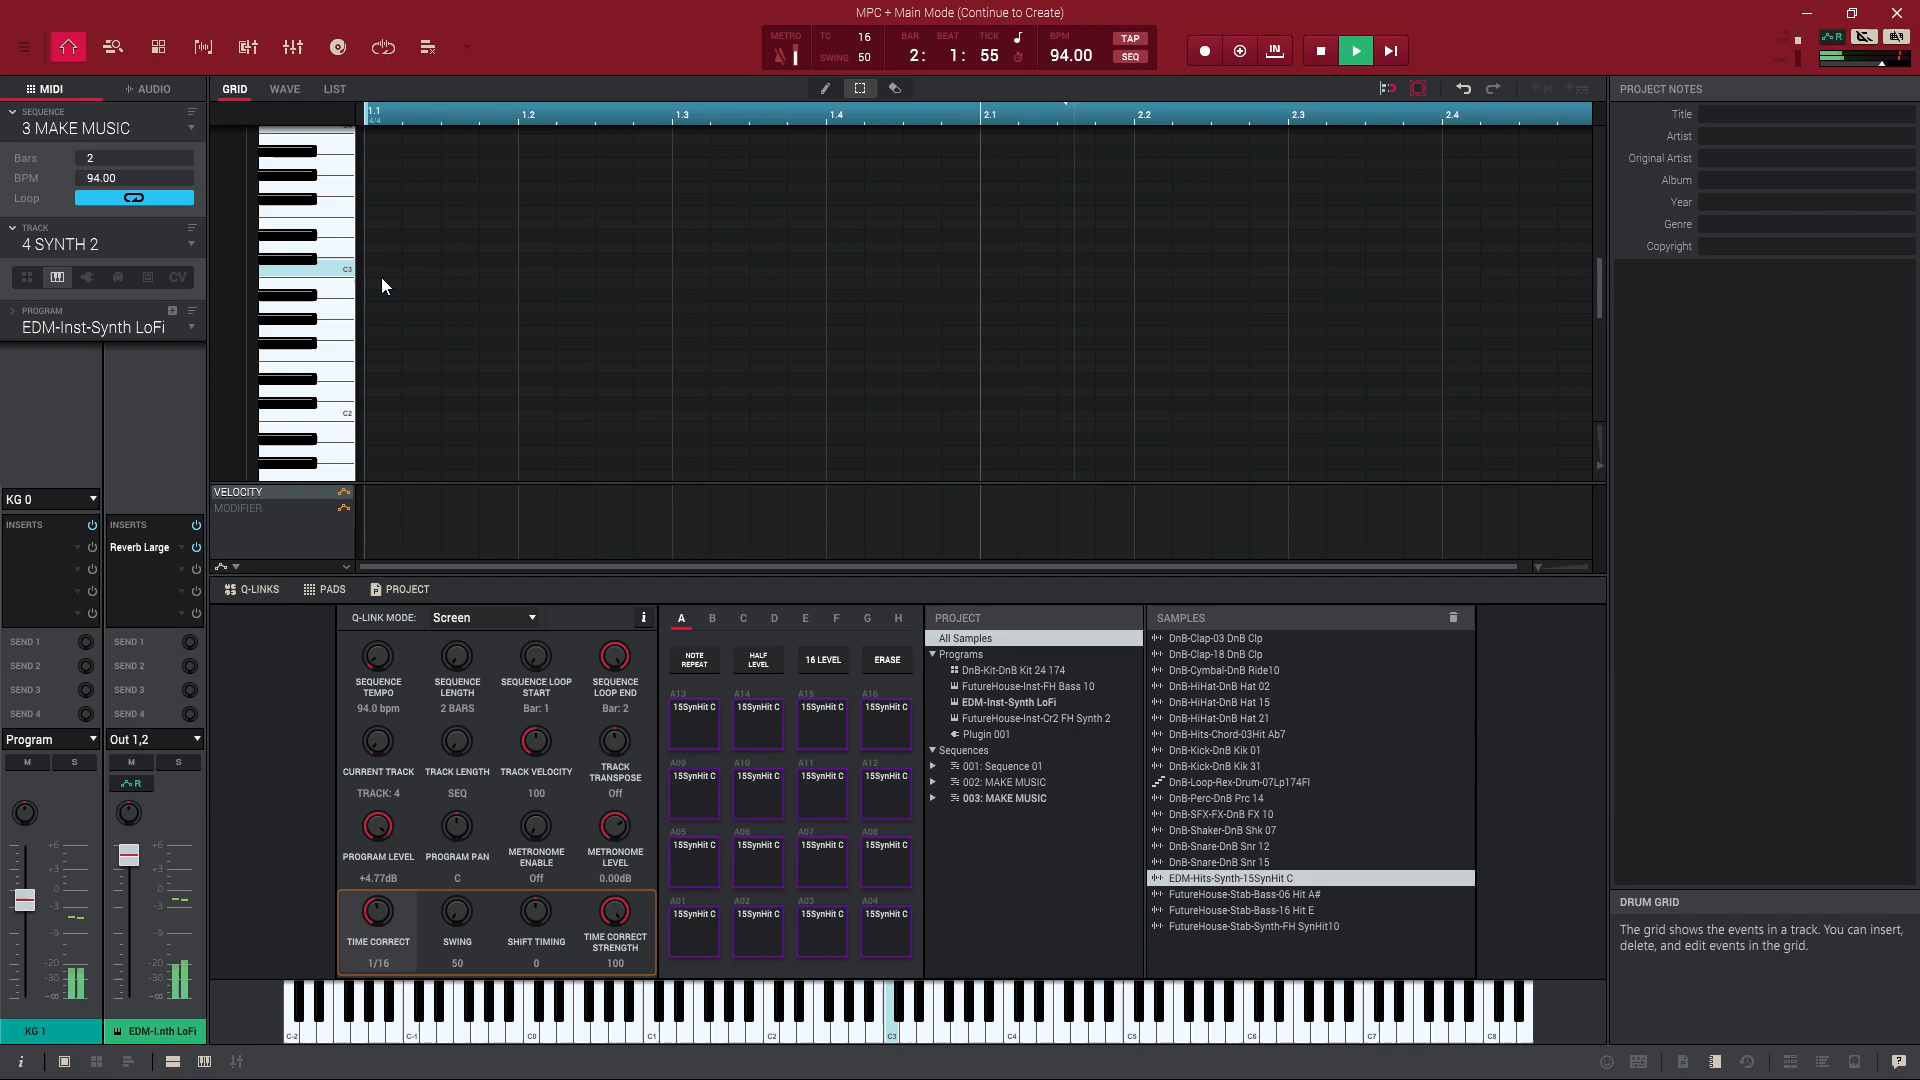 MPC + Main Mode (Continue to Create)
METRO
TC 16
SWING 50
BAR BEAT TICK
2: 1: 55
BPM
94.00
TAP
SEQ
IN
MIDI
AUDIO
GRID
WAVE
LIST
PROJECT NOTES
SEQUENCE
3 MAKE MUSIC
Bars 2
BPM 94.00
Loop
TRACK
4 SYNTH 2
CV
PROGRAM
EDM-Inst-Synth LoFi
1.1
4/4
1.2
1.3
1.4
2.1
2.2
2.3
2.4
C3
C2
Title
Artist
Original Artist
Album
Year
Genre
Copyright
VELOCITY
MODIFIER
KG 0
INSERTS
INSERTS
Reverb Large
SEND 1 SEND 1
SEND 2 SEND 2
SEND 3 SEND 3
SEND 4 SEND 4
Program
Out 1,2
M S M S
R
+6 +6
+3 +3
0 0
-3 -3
-9 -9
-20 -20
-30 -30
-∞ -∞
KG 1
EDM-I.nth LoFi
Q-LINKS
PADS
PROJECT
Q-LINK MODE: Screen
SEQUENCE TEMPO
94.0 bpm
SEQUENCE LENGTH
2 BARS
SEQUENCE LOOP START
Bar: 1
SEQUENCE LOOP END
Bar: 2
CURRENT TRACK
TRACK: 4
TRACK LENGTH
SEQ
TRACK VELOCITY
100
TRACK TRANSPOSE
Off
PROGRAM LEVEL
+4.77dB
PROGRAM PAN
C
METRONOME ENABLE
Off
METRONOME LEVEL
0.00dB
TIME CORRECT
1/16
SWING
50
SHIFT TIMING
0
TIME CORRECT STRENGTH
100
A B C D E F G H
NOTE REPEAT
HALF LEVEL
16 LEVEL
ERASE
A13 A14 A15 A16
15SynHit C 15SynHit C 15SynHit C 15SynHit C
A09 A10 A11 A12
15SynHit C 15SynHit C 15SynHit C 15SynHit C
A05 A06 A07 A08
15SynHit C 15SynHit C 15SynHit C 15SynHit C
A01 A02 A03 A04
15SynHit C 15SynHit C 15SynHit C 15SynHit C
PROJECT
All Samples
Programs
DnB-Kit-DnB Kit 24 174
FutureHouse-Inst-FH Bass 10
EDM-Inst-Synth LoFi
FutureHouse-Inst-Cr2 FH Synth 2
Plugin 001
Sequences
001: Sequence 01
002: MAKE MUSIC
003: MAKE MUSIC
SAMPLES
DnB-Clap-03 DnB Clp
DnB-Clap-18 DnB Clp
DnB-Cymbal-DnB Ride10
DnB-HiHat-DnB Hat 02
DnB-HiHat-DnB Hat 15
DnB-HiHat-DnB Hat 21
DnB-Hits-Chord-03Hit Ab7
DnB-Kick-DnB Kik 01
DnB-Kick-DnB Kik 31
DnB-Loop-Rex-Drum-07Lp174Fl
DnB-Perc-DnB Prc 14
DnB-SFX-FX-DnB FX 10
DnB-Shaker-DnB Shk 07
DnB-Snare-DnB Snr 12
DnB-Snare-DnB Snr 15
EDM-Hits-Synth-15SynHit C
FutureHouse-Stab-Bass-06 Hit A#
FutureHouse-Stab-Bass-16 Hit E
FutureHouse-Stab-Synth-FH SynHit10
DRUM GRID
The grid shows the events in a track. You can insert,
delete, and edit events in the grid.
C-2 C-1 C0 C1 C2 C3 C4 C5 C6 C7 C8